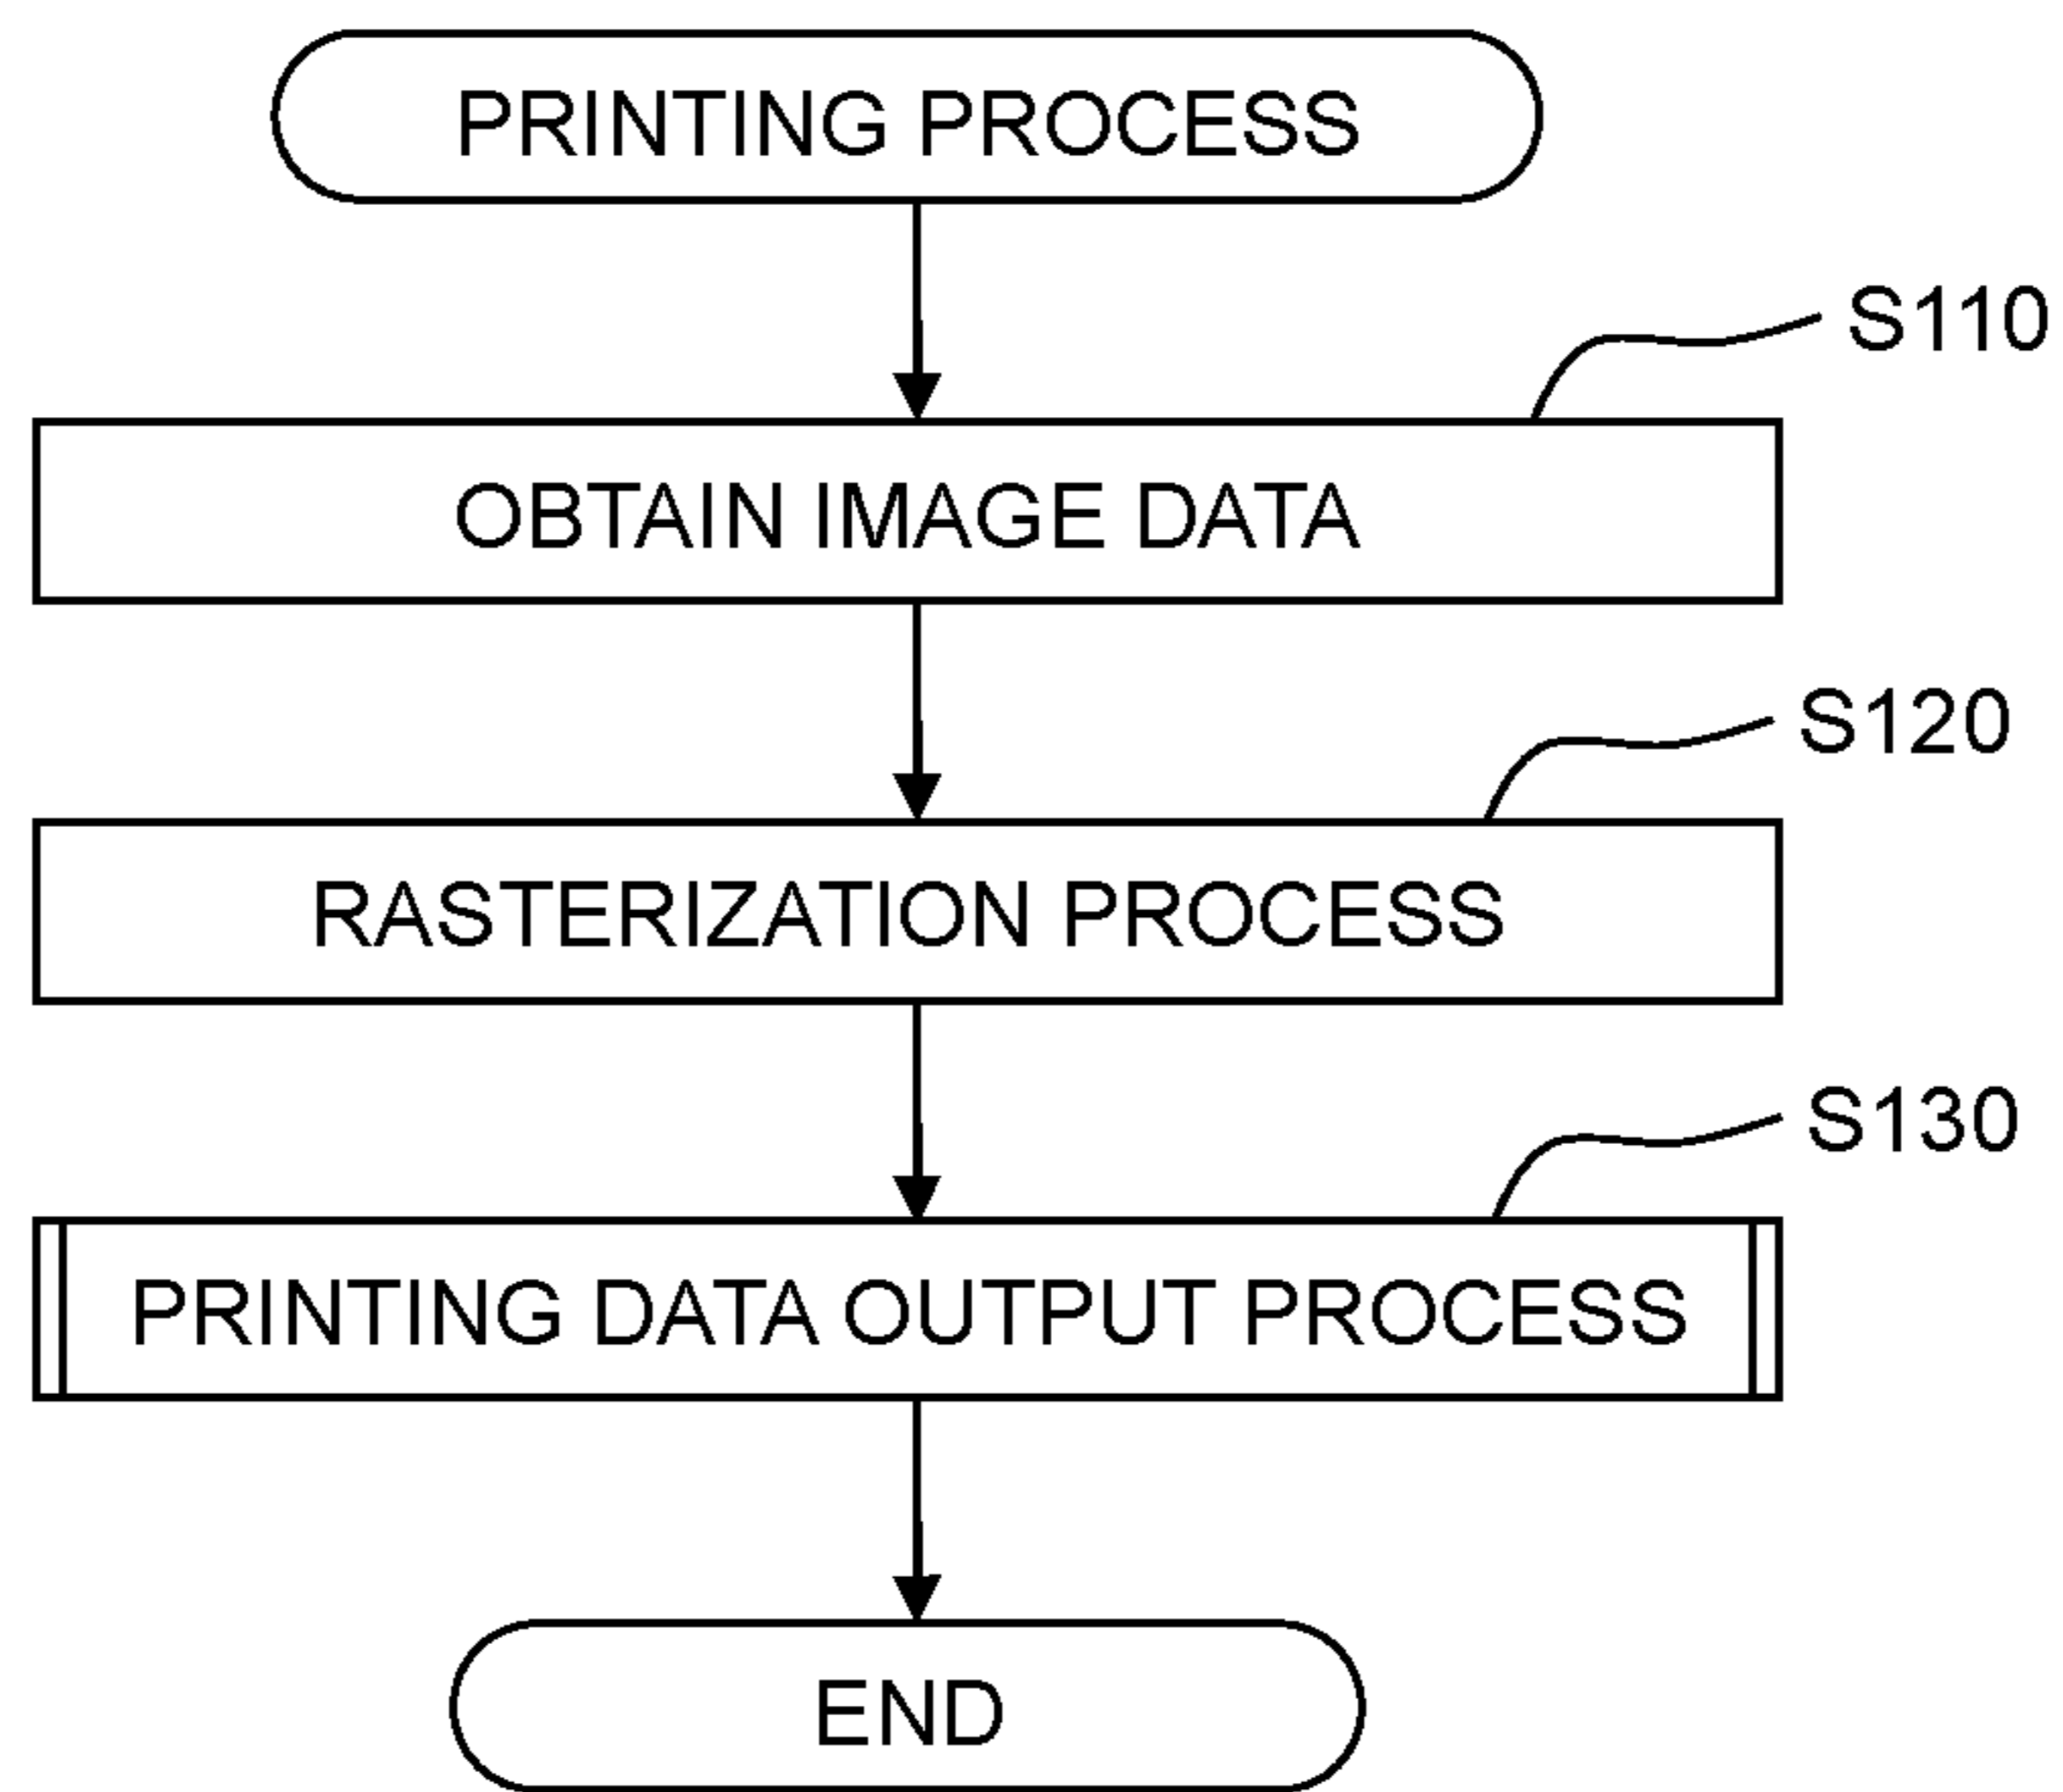 PRINTING PROCESS
S110
OBTAIN IMAGE DATA
S120
RASTERIZATION PROCESS
S130
PRINTING DATA OUTPUT PROCESS
END